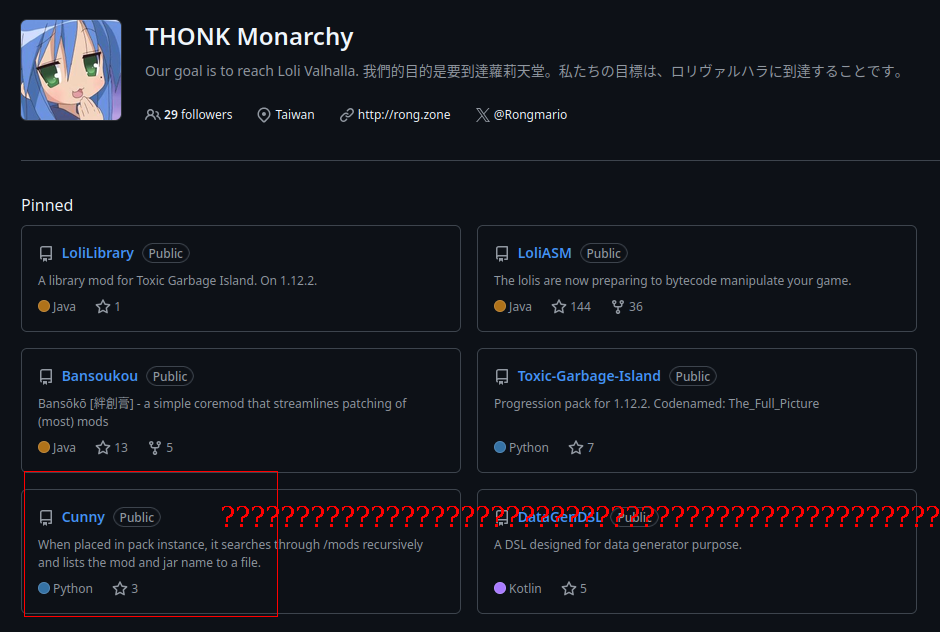 THONK Monarchy
Our goal is to reach Loli Valhalla. 我們的目的是要到達蘿莉天堂。私たちの目標は、ロリヴァルハラに到達することです。
29 followers Taiwan http://rong.zone @Rongmario
Pinned
LoliLibrary Public
A library mod for Toxic Garbage Island. On 1.12.2.
Java 1
LoliASM Public
The lolis are now preparing to bytecode manipulate your game.
Java 144 36
Bansoukou Public
Bansōkō [絆創膏] - a simple coremod that streamlines patching of
(most) mods
Java 13 5
Toxic-Garbage-Island Public
Progression pack for 1.12.2. Codenamed: The_Full_Picture
Python 7
Cunny Public
????????????????????????????????????????????????
When placed in pack instance, it searches through /mods recursively
and lists the mod and jar name to a file.
Python 3
DataGenDSL Public
A DSL designed for data generator purpose.
Kotlin 5